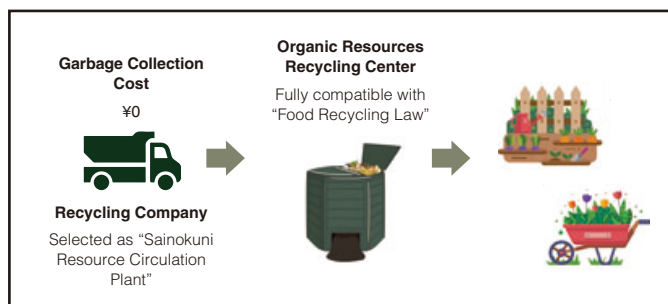 Garbage Collection
Cost
¥0
Recycling Company
Selected as “Sainokuni
Resource Circulation
Plant”
Organic Resources
Recycling Center
Fully compatible with
“Food Recycling Law”